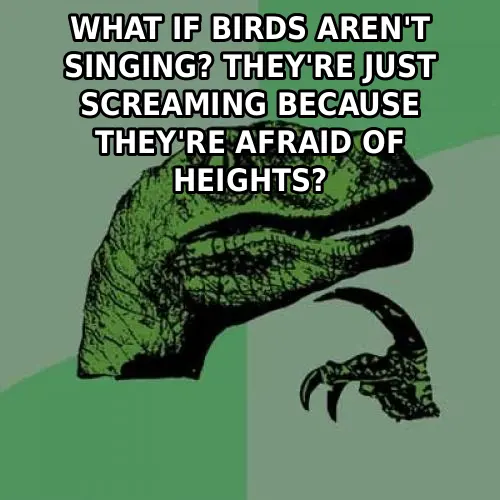 WHAT IF BIRDS AREN'T
SINGING? THEY'RE JUST
SCREAMING BECAUSE
THEY'RE AFRAID OF
HEIGHTS?